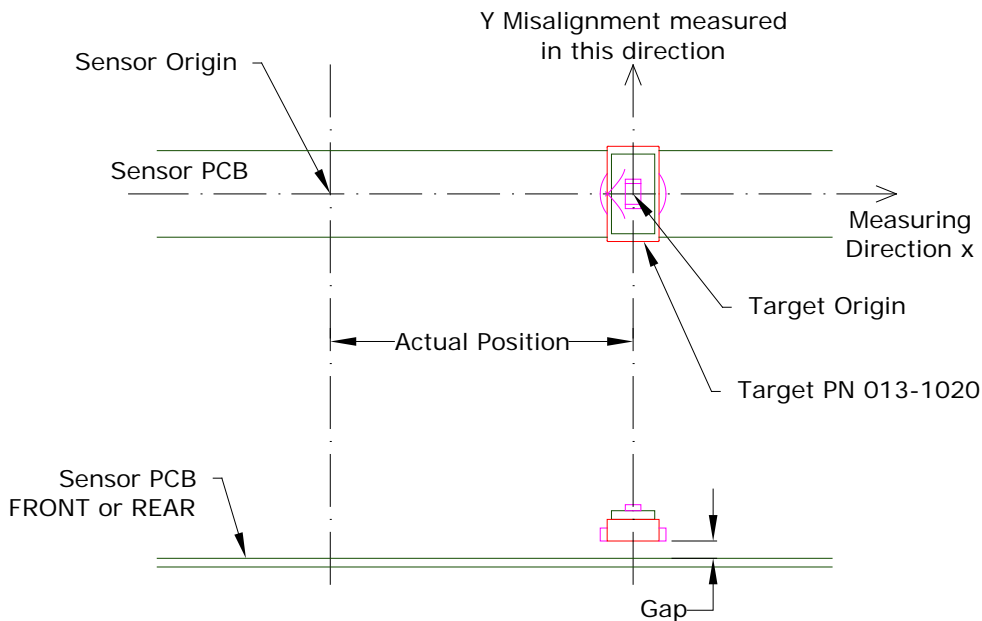 Y Misalignment measured
in this direction
Sensor Origin
Sensor PCB
Measuring
Direction x
Target Origin
Actual Position
Target PN 013-1020
Sensor PCB
FRONT or REAR
Gap